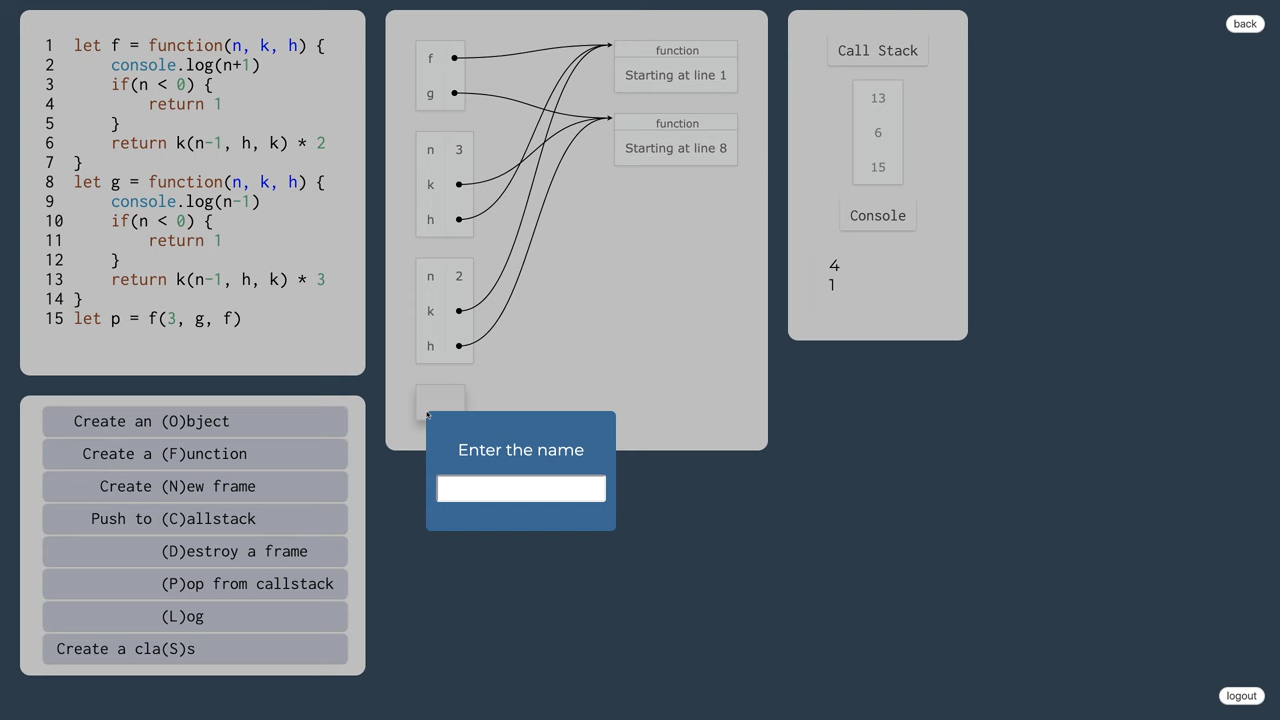 1 let f = function(n, k, h) {
2 console.log(n+1)
3 if(n < 0) {
4 return 1
5 }
6 return k(n-1, h, k) * 2
7 }
8 let g = function(n, k, h) {
9 console.log(n-1)
10 if(n < 0) {
11 return 1
12 }
13 return k(n-1, h, k) * 3
14 }
15 let p = f(3, g, f)
Create an (O)bject
Create a (F)unction
Create (N)ew frame
Push to (C)allstack
(D)estroy a frame
(P)op from callstack
(L)og
Create a cla(S)s
f
g
n 3
k
h
n 2
k
h
function
Starting at line 1
function
Starting at line 8
Enter the name
Call Stack
13
6
15
Console
4
1
back
logout